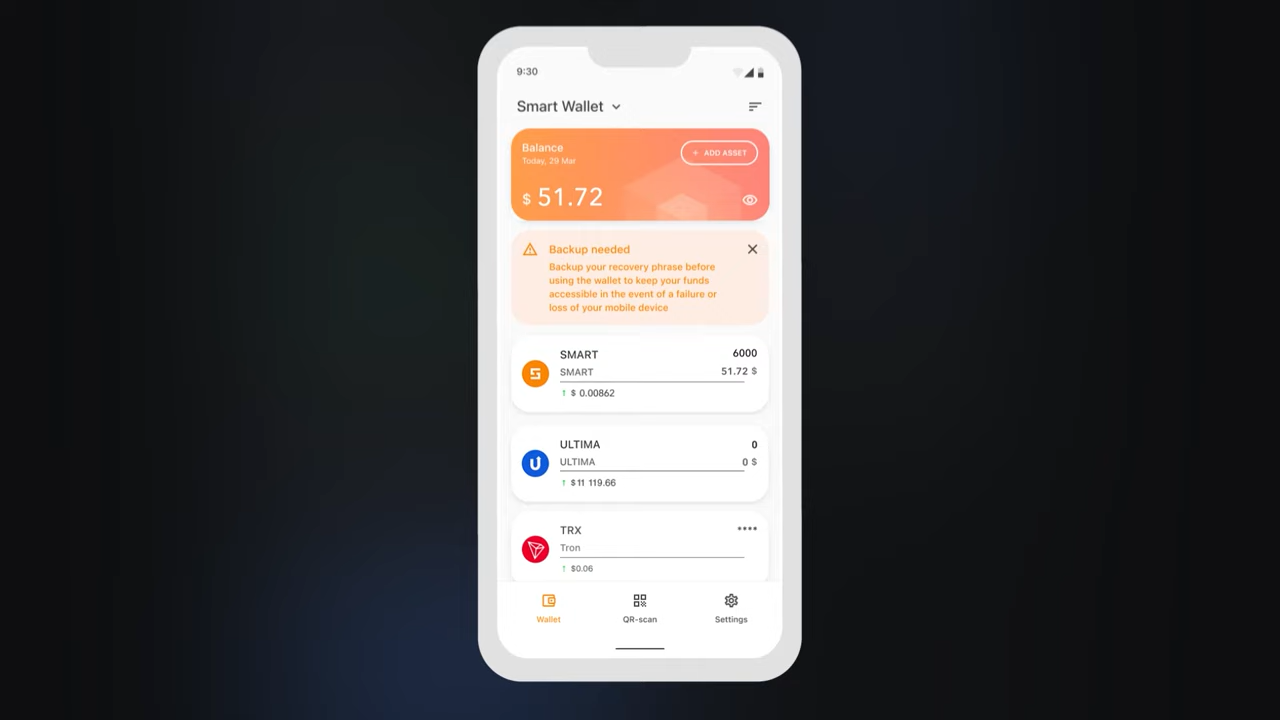 9:30
Smart Wallet
Balance
Today, 29 Mar
+ ADD ASSET
$ 51.72
Backup needed
Backup your recovery phrase before
using the wallet to keep your funds
accessible in the event of a failure or
loss of your mobile device
SMART 6000
SMART 51.72 $
↑ $ 0.00862
ULTIMA 0
ULTIMA 0 $
↑ $ 11 119.66
TRX ****
Tron
↑ $0.06
Wallet QR-scan Settings